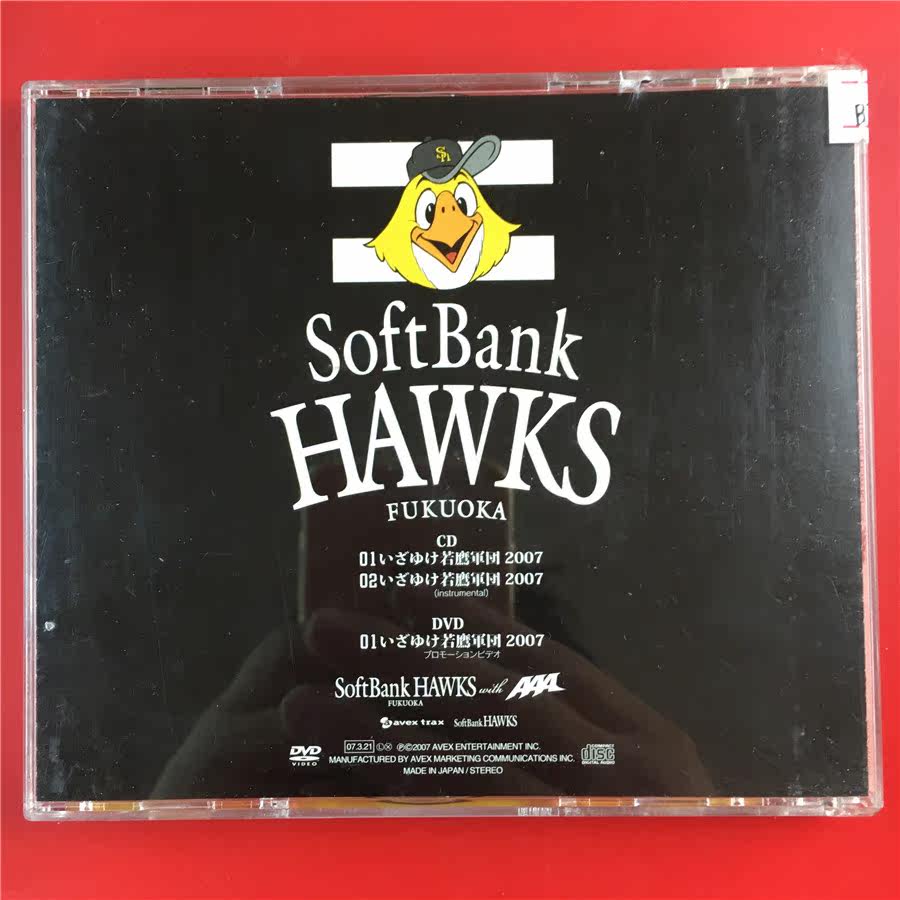 B
SH
SoftBank
HAWKS
FUKUOKA
CD
01 いざゆけ若鷹軍団 2007
02 いざゆけ若鷹軍団 2007
(instrumental)
DVD
01 いざゆけ若鷹軍団 2007
プロモーションビデオ
SoftBank HAWKS with AAA
FUKUOKA
avex trax SoftBank HAWKS
DVD VIDEO 07.3.21 Ⓛ Ⓧ ℗©2007 AVEX ENTERTAINMENT INC. COMPACT disc DIGITAL AUDIO
MANUFACTURED BY AVEX MARKETING COMMUNICATIONS INC.
MADE IN JAPAN / STEREO